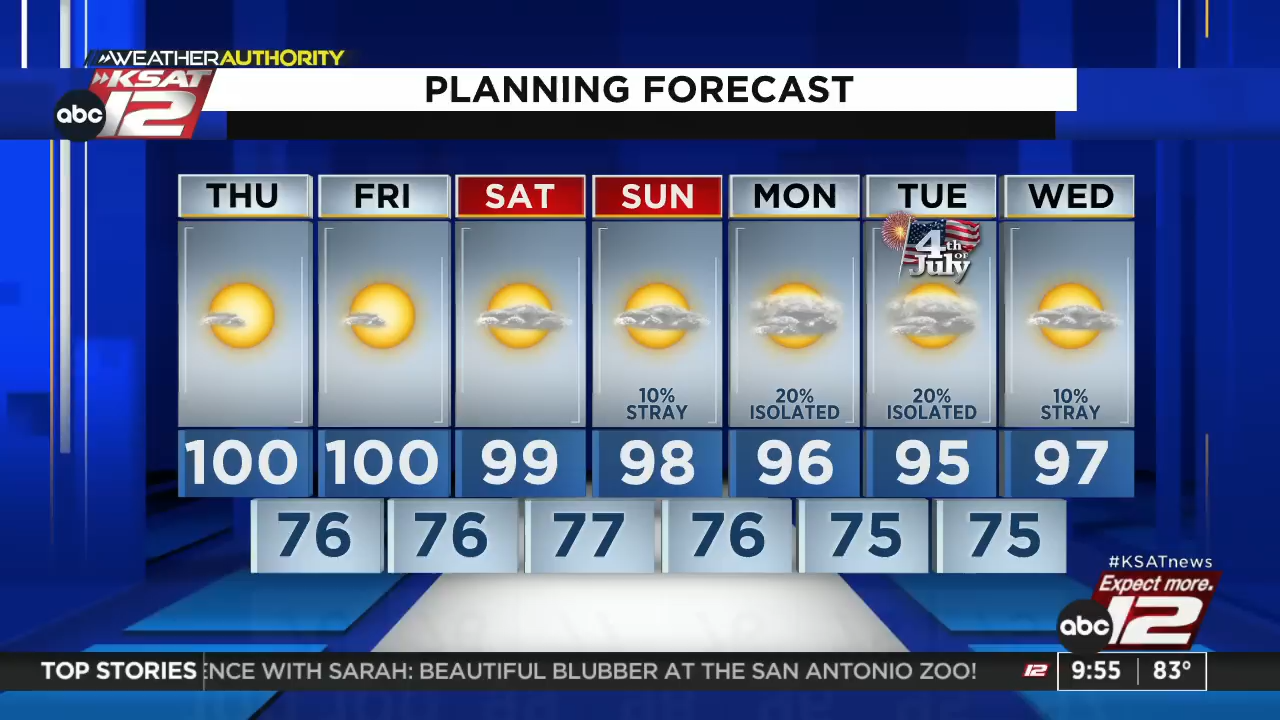 WEATHERAUTHORITY
KSAT
abc 12
PLANNING FORECAST
THU FRI SAT SUN MON TUE WED
4th of July
10% STRAY
20% ISOLATED
20% ISOLATED
10% STRAY
100 100 99 98 96 95 97
76 76 77 76 75 75
#KSATnews
Expect more.
abc 12
TOP STORIES ENCE WITH SARAH: BEAUTIFUL BLUBBER AT THE SAN ANTONIO ZOO! 12 9:55 83°